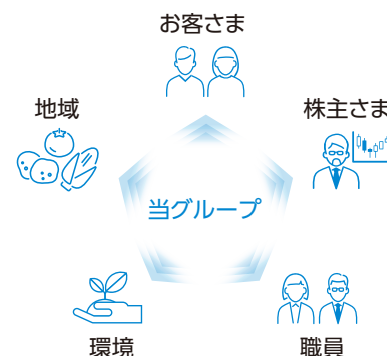 お客さま
地域
株主さま
当グループ
環境
職員